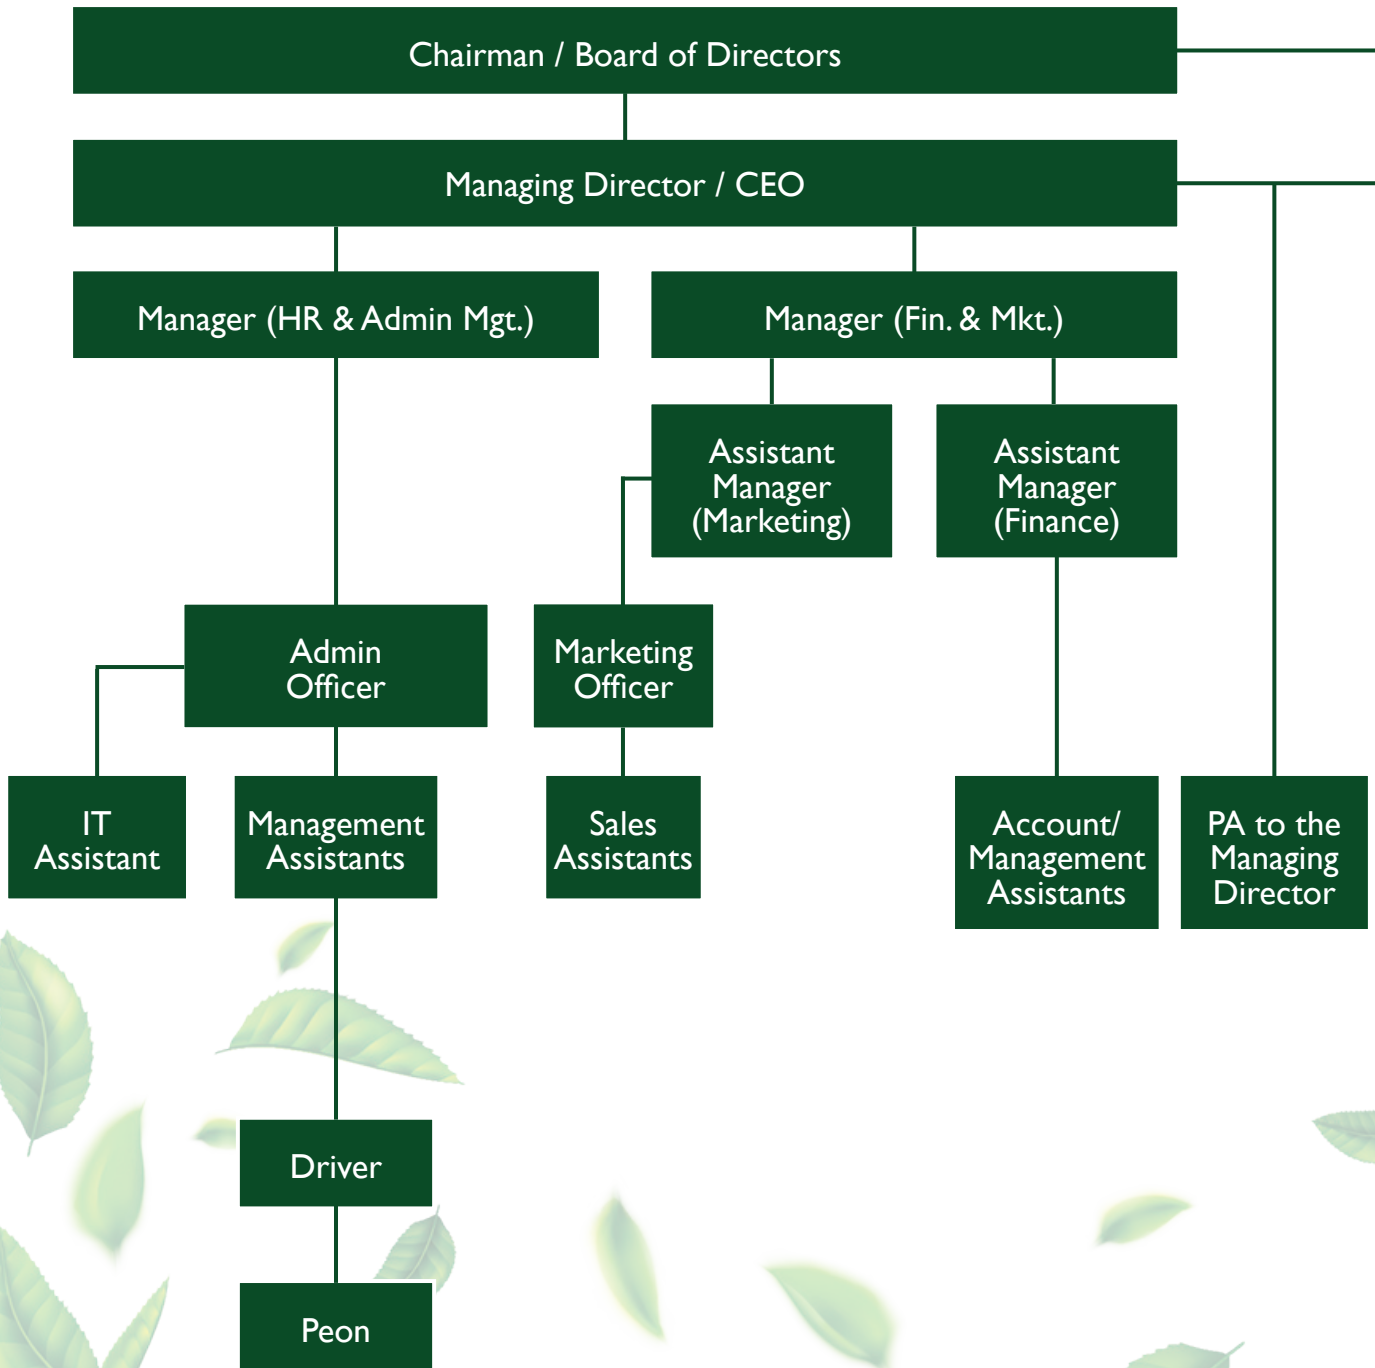 Chairman / Board of Directors
Managing Director / CEO
Manager (HR & Admin Mgt.)
Manager (Fin. & Mkt.)
Assistant
Manager
(Marketing)
Assistant
Manager
(Finance)
Admin
Officer
Marketing
Officer
IT
Assistant
Management
Assistants
Sales
Assistants
Account/
Management
Assistants
PA to the
Managing
Director
Driver
Peon